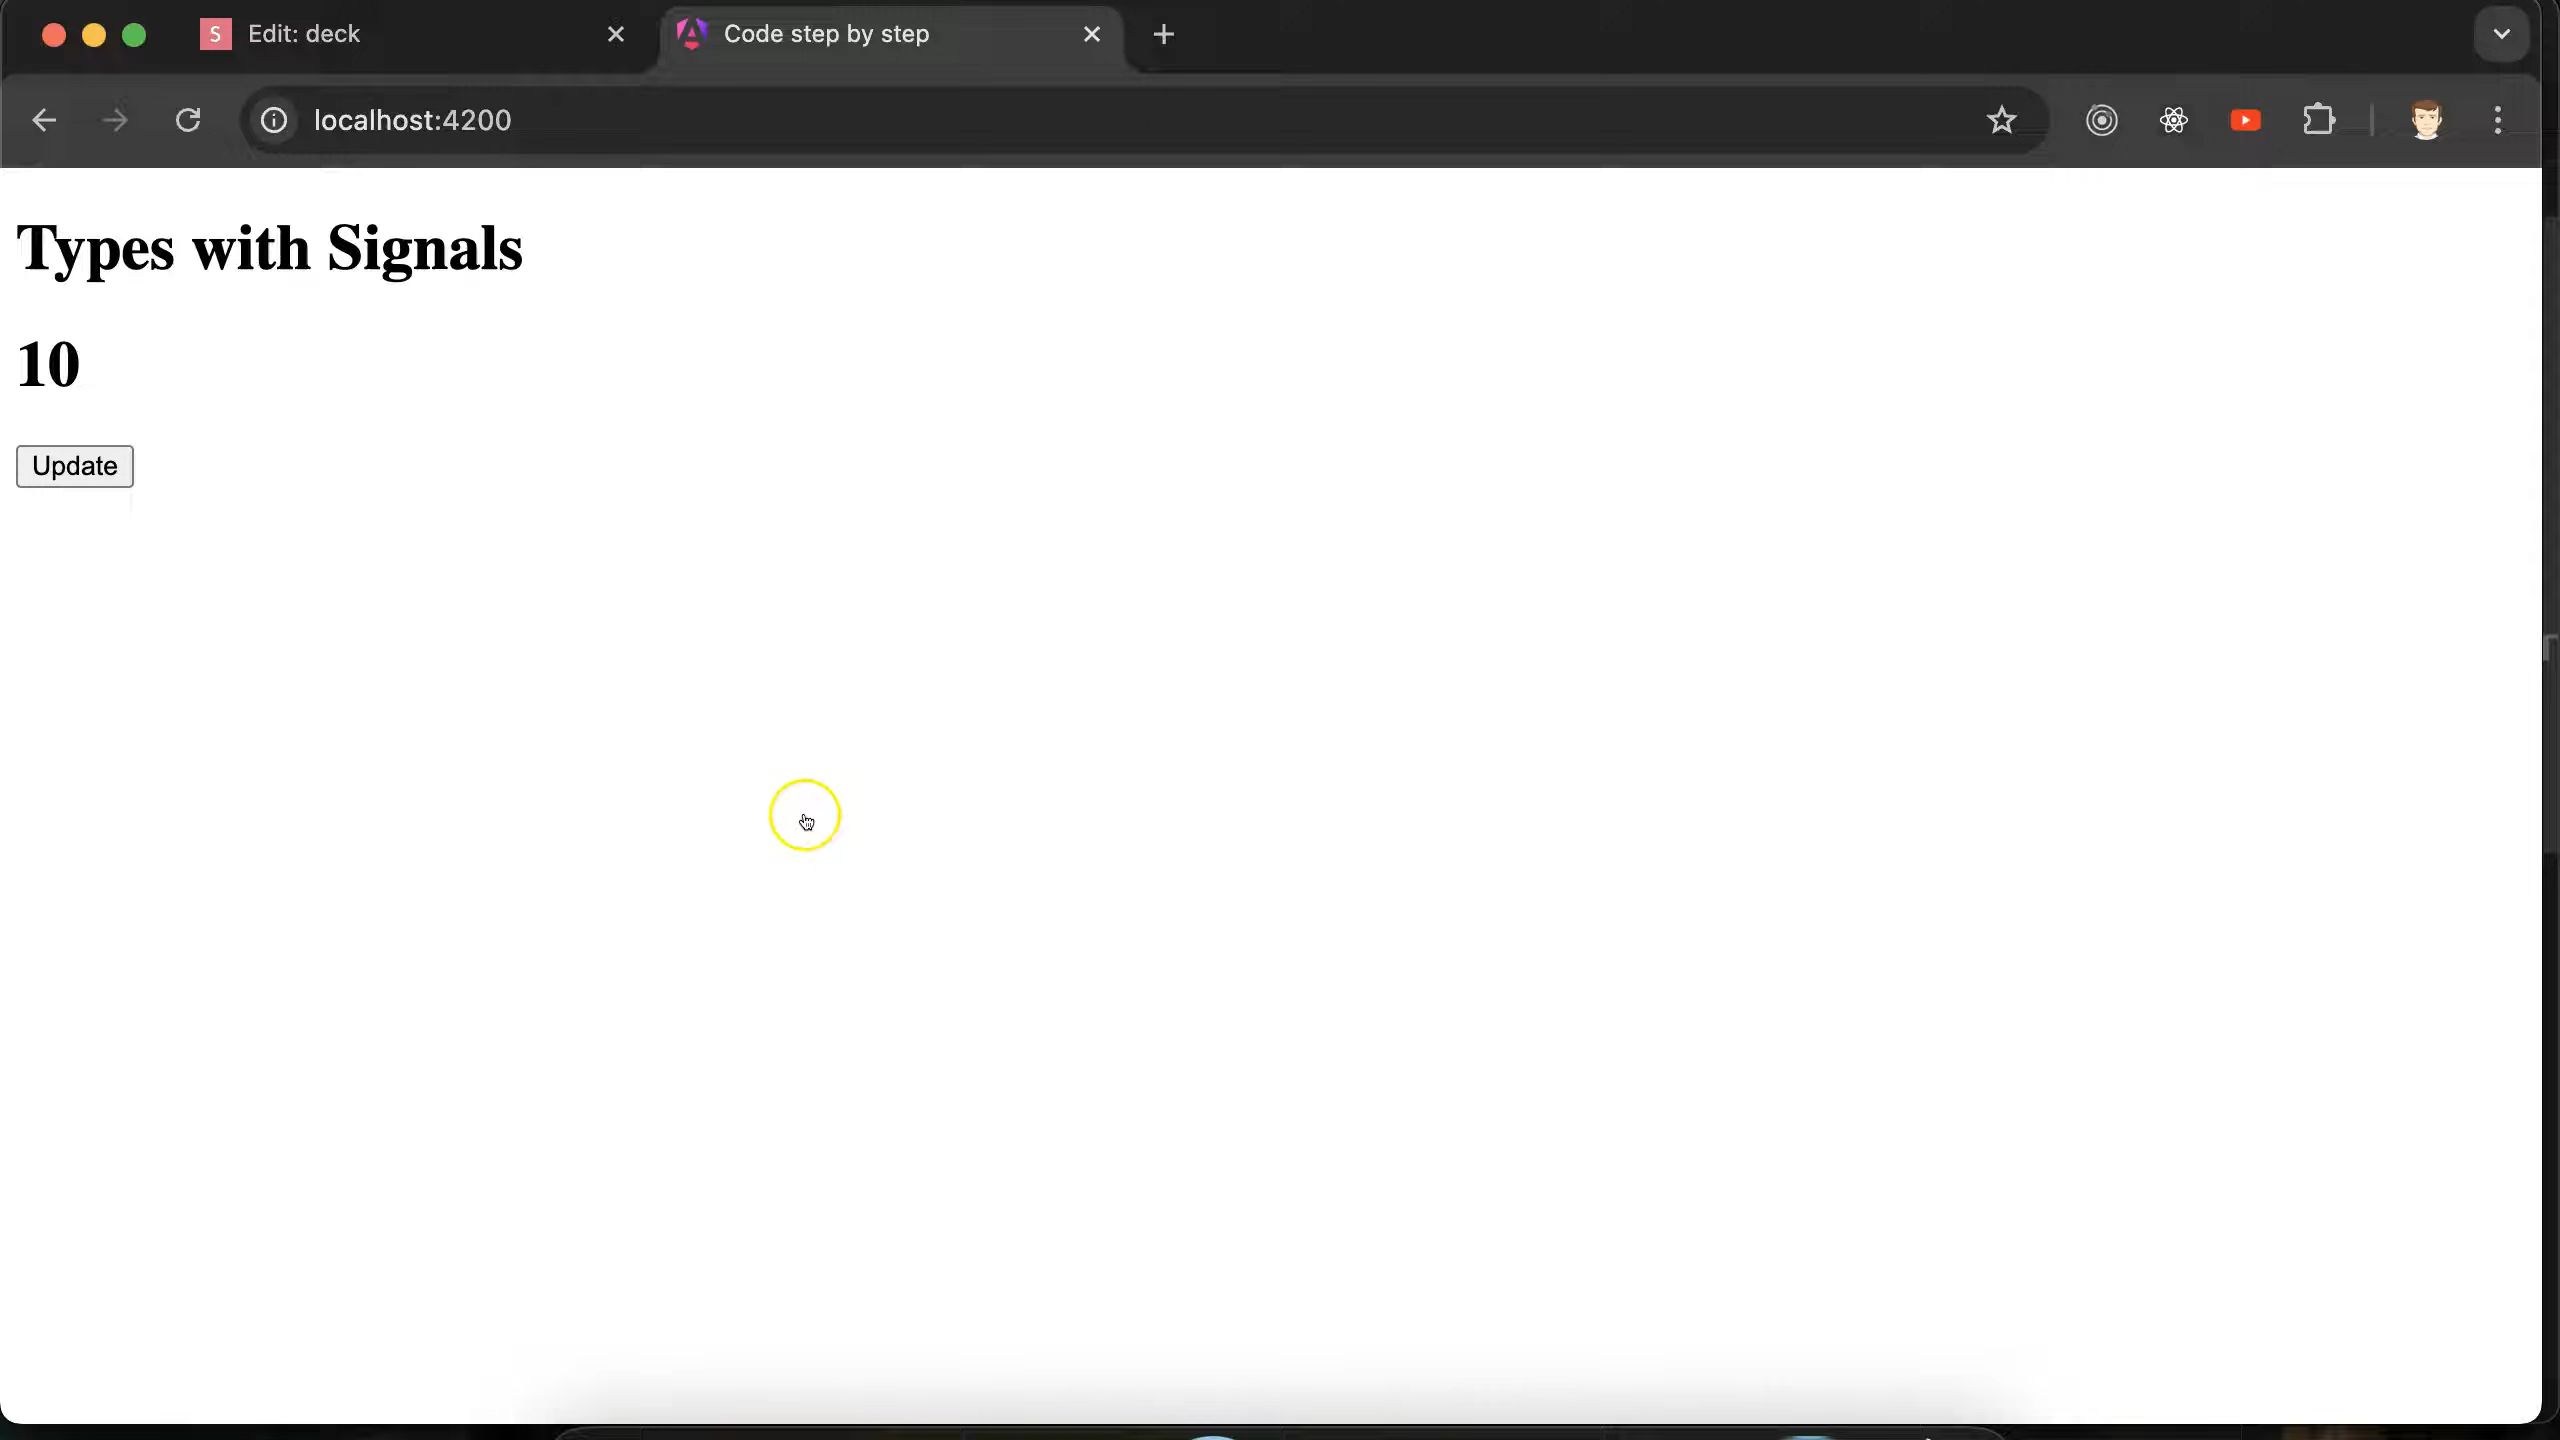 S Edit: deck
Code step by step
localhost:4200
Types with Signals
10
Update